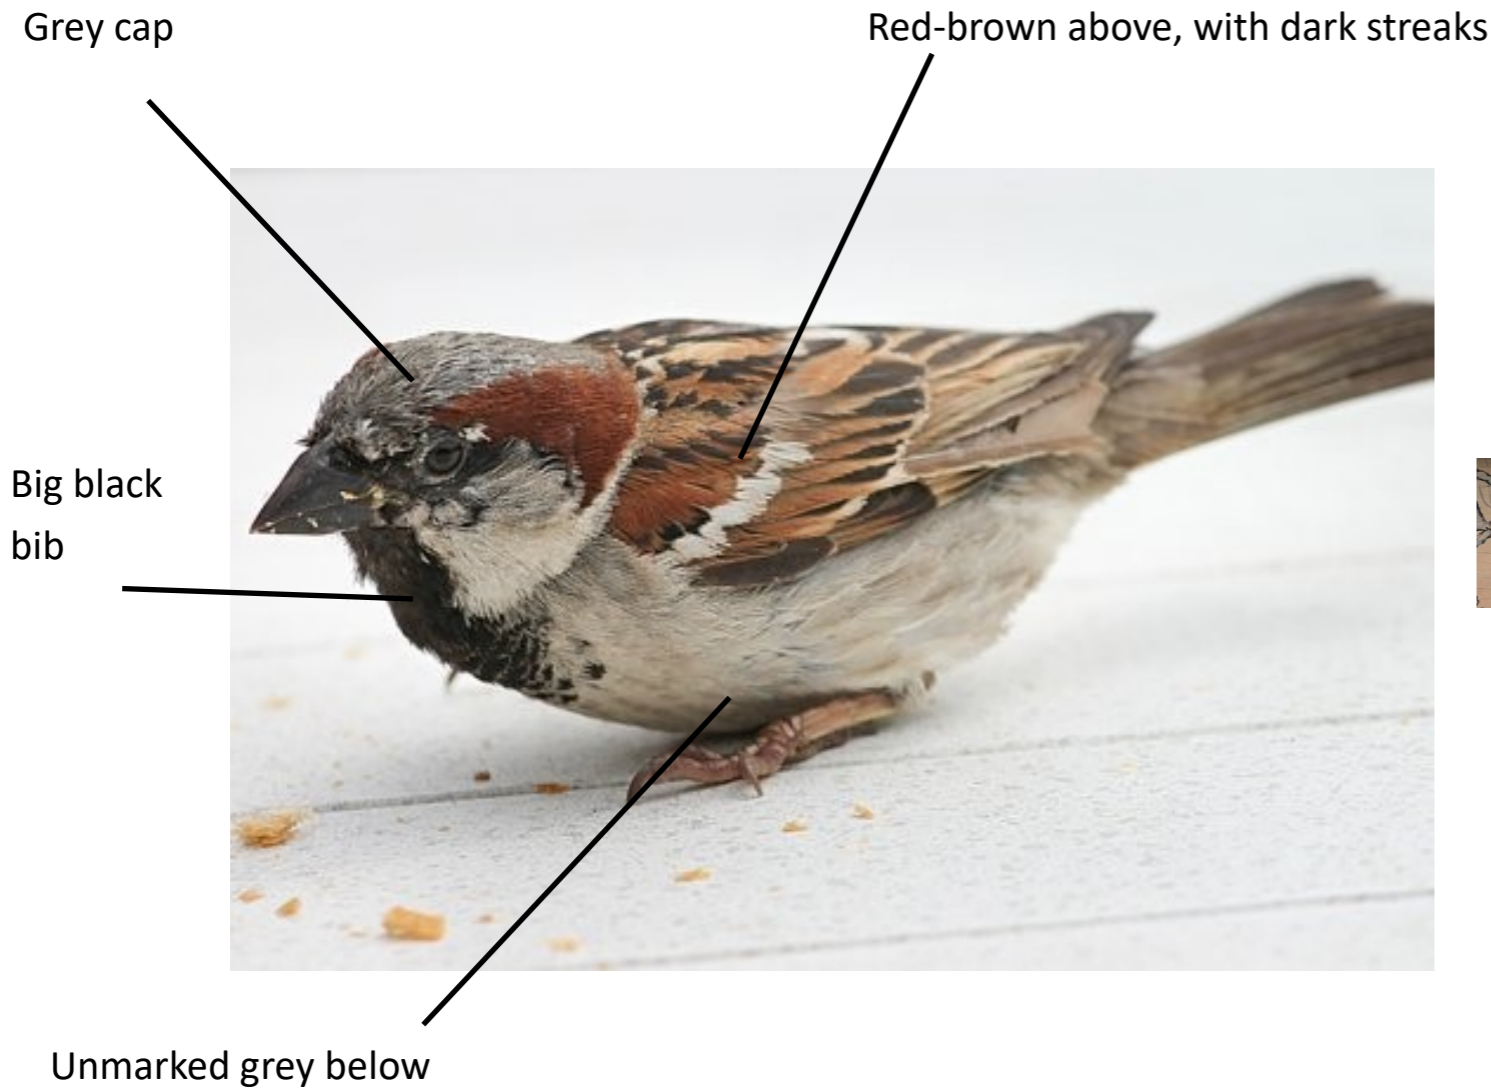 Grey cap
Red-brown above, with dark streaks
Big black
bib
Unmarked grey below